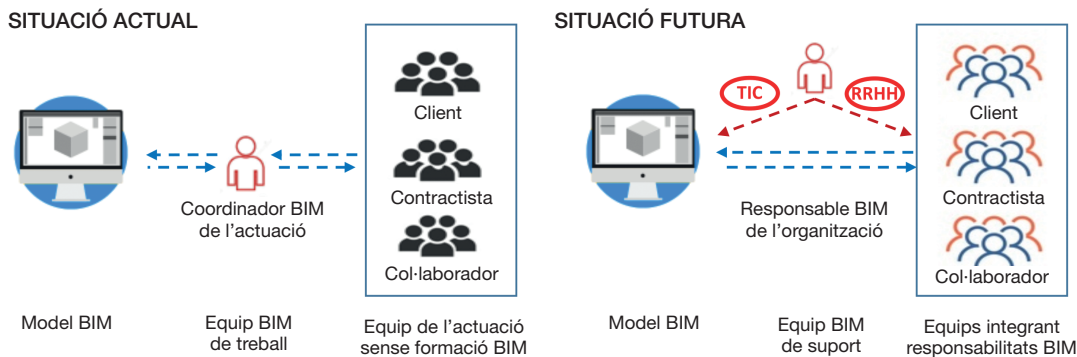 SITUACIÓ ACTUAL
Client
Contractista
Col·laborador
Coordinador BIM
de l’actuació
Model BIM
Equip BIM
de treball
Equip de l’actuació
sense formació BIM
SITUACIÓ FUTURA
TIC
RRHH
Client
Contractista
Col·laborador
Responsable BIM
de l’organització
Model BIM
Equip BIM
de suport
Equips integrant
responsabilitats BIM